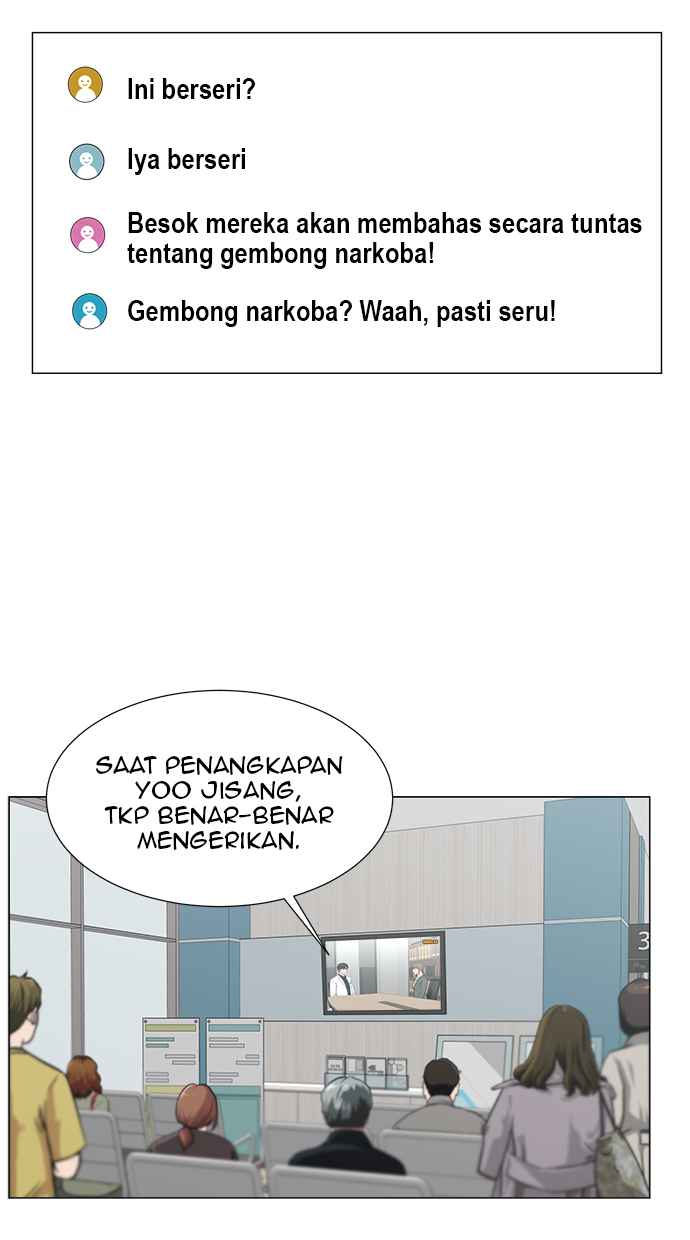 Ini berseri?
Iya berseri
Besok mereka akan membahas secara tuntas
tentang gembong narkoba!
Gembong narkoba? Waah, pasti seru!
SAAT PENANGKAPAN
YOO JISANG,
TKP BENAR-BENAR
MENGERIKAN.
3